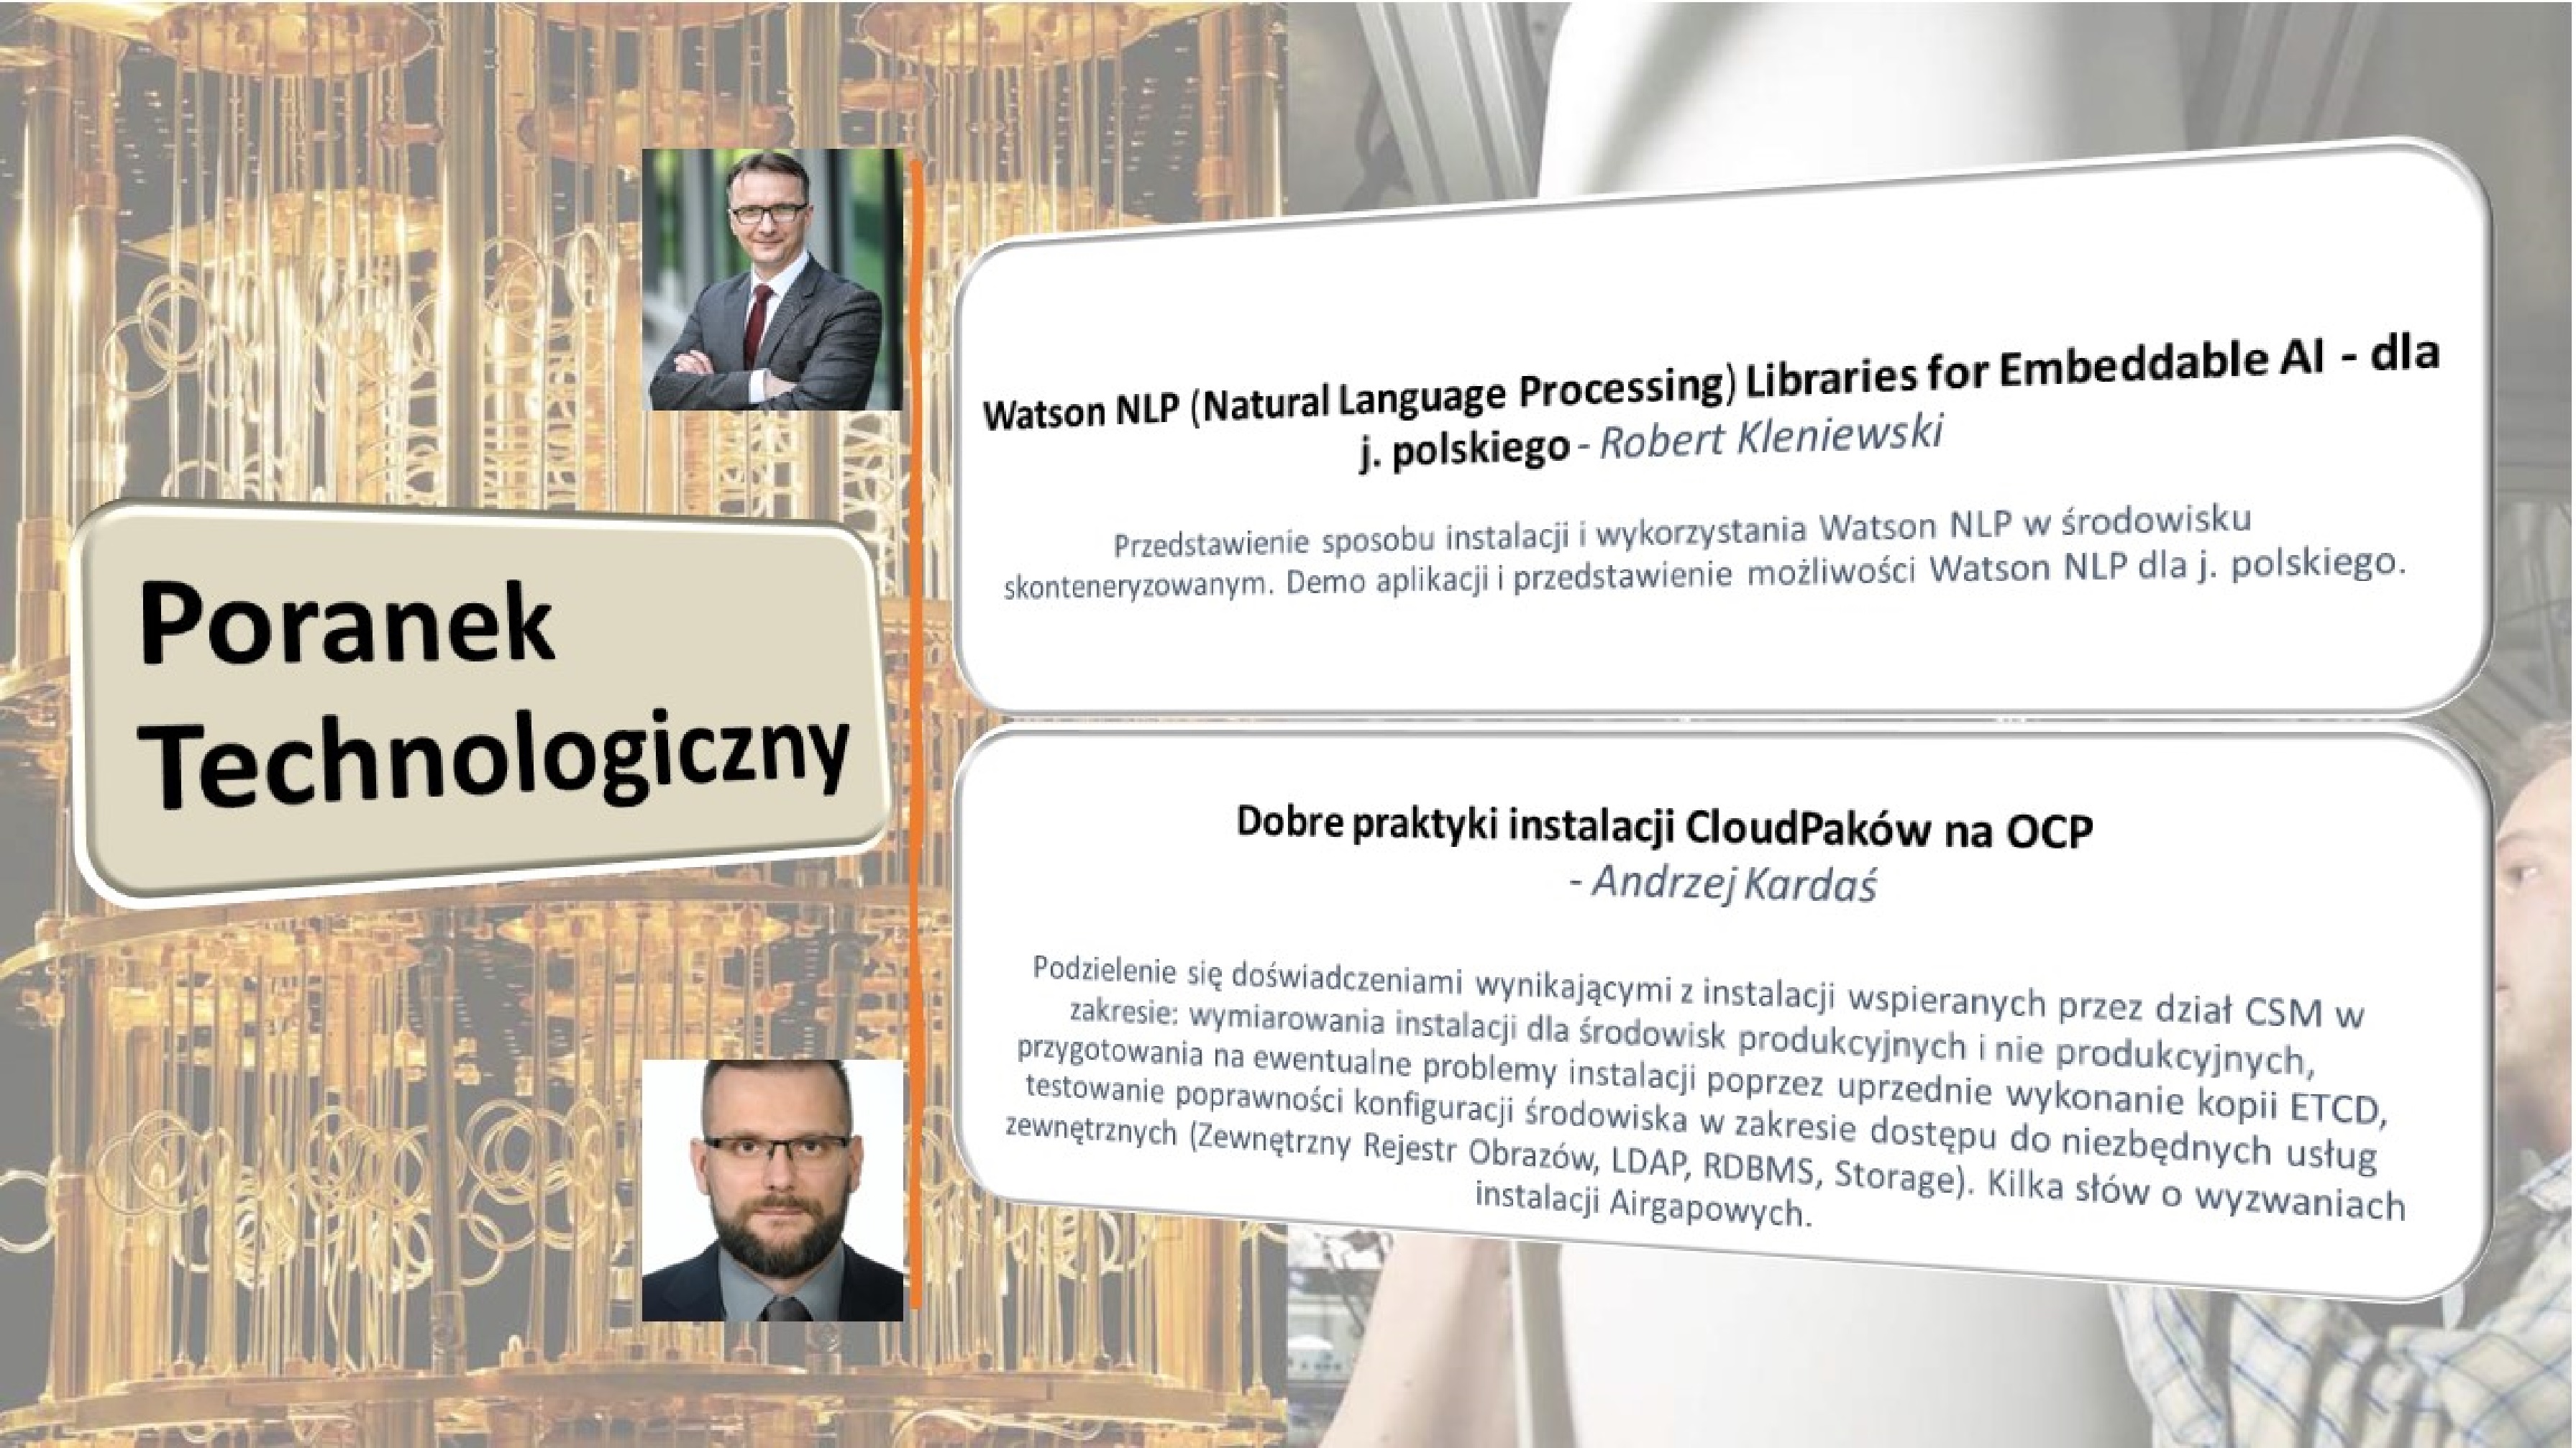 Poranek
Technologiczny
Watson NLP (Natural Language Processing) Libraries for Embeddable AI - dla
j. polskiego - Robert Kleniewski
Przedstawienie sposobu instalacji i wykorzystania Watson NLP w środowisku
skonteneryzowanym. Demo aplikacji i przedstawienie możliwości Watson NLP dla j. polskiego.
Dobre praktyki instalacji CloudPaków na OCP
- Andrzej Kardaś
Podzielenie się doświadczeniami wynikającymi z instalacji wspieranych przez dział CSM w
zakresie: wymiarowania instalacji dla środowisk produkcyjnych i nie produkcyjnych,
przygotowania na ewentualne problemy instalacji poprzez uprzednie wykonanie kopii ETCD,
testowanie poprawności konfiguracji środowiska w zakresie dostępu do niezbędnych usług
zewnętrznych (Zewnętrzny Rejestr Obrazów, LDAP, RDBMS, Storage). Kilka słów o wyzwaniach
instalacji Airgapowych.